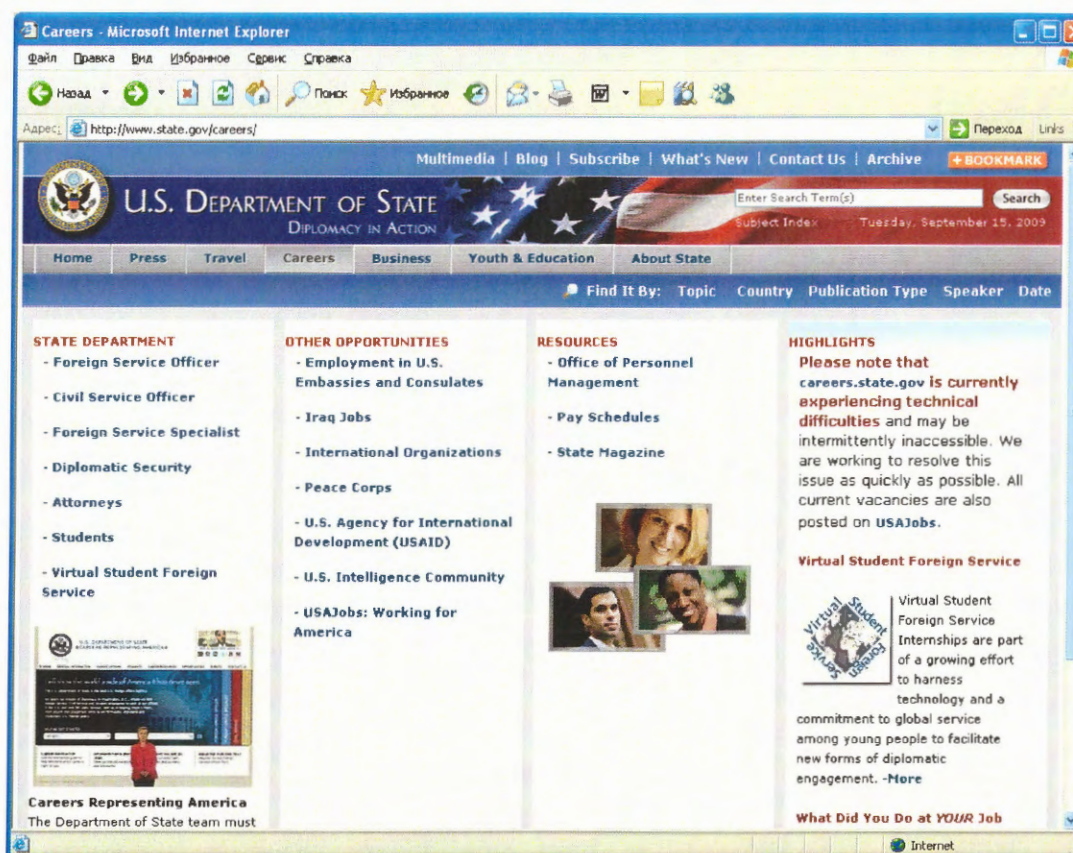 Careers - Microsoft Internet Explorer
Файл Правка Вид Избранное Сервис Справка
Назад Поиск Избранное
Адрес: http://www.state.gov/careers/ Переход Links
Multimedia | Blog | Subscribe | What's New | Contact Us | Archive +BOOKMARK
U.S. DEPARTMENT OF STATE
DIPLOMACY IN ACTION
Enter Search Term(s) Search
Subject Index Tuesday, September 15, 2009
Home Press Travel Careers Business Youth & Education About State
Find It By: Topic Country Publication Type Speaker Date
STATE DEPARTMENT
- Foreign Service Officer
- Civil Service Officer
- Foreign Service Specialist
- Diplomatic Security
- Attorneys
- Students
- Virtual Student Foreign
Service
U.S. DEPARTMENT OF STATE
CAREERS REPRESENTING AMERICA
Careers Representing America
The Department of State team must
OTHER OPPORTUNITIES
- Employment in U.S.
Embassies and Consulates
- Iraq Jobs
- International Organizations
- Peace Corps
- U.S. Agency for International
Development (USAID)
- U.S. Intelligence Community
- USAJobs: Working for
America
RESOURCES
- Office of Personnel
Management
- Pay Schedules
- State Magazine
HIGHLIGHTS
Please note that
careers.state.gov is currently
experiencing technical
difficulties and may be
intermittently inaccessible. We
are working to resolve this
issue as quickly as possible. All
current vacancies are also
posted on USAJobs.
Virtual Student Foreign Service
Virtual Student Foreign Service
Virtual Student
Foreign Service
Internships are part
of a growing effort
to harness
technology and a
commitment to global service
among young people to facilitate
new forms of diplomatic
engagement. -More
What Did You Do at YOUR Job
Internet